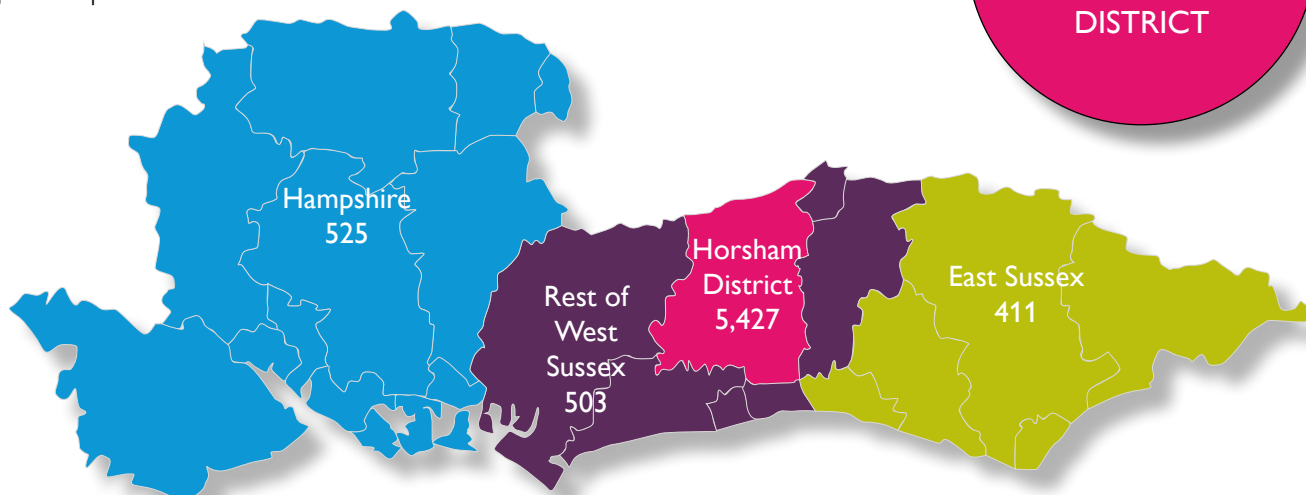 DISTRICT
Hampshire
525
Horsham
District
5,427
Rest of
West
Sussex
503
East Sussex
411